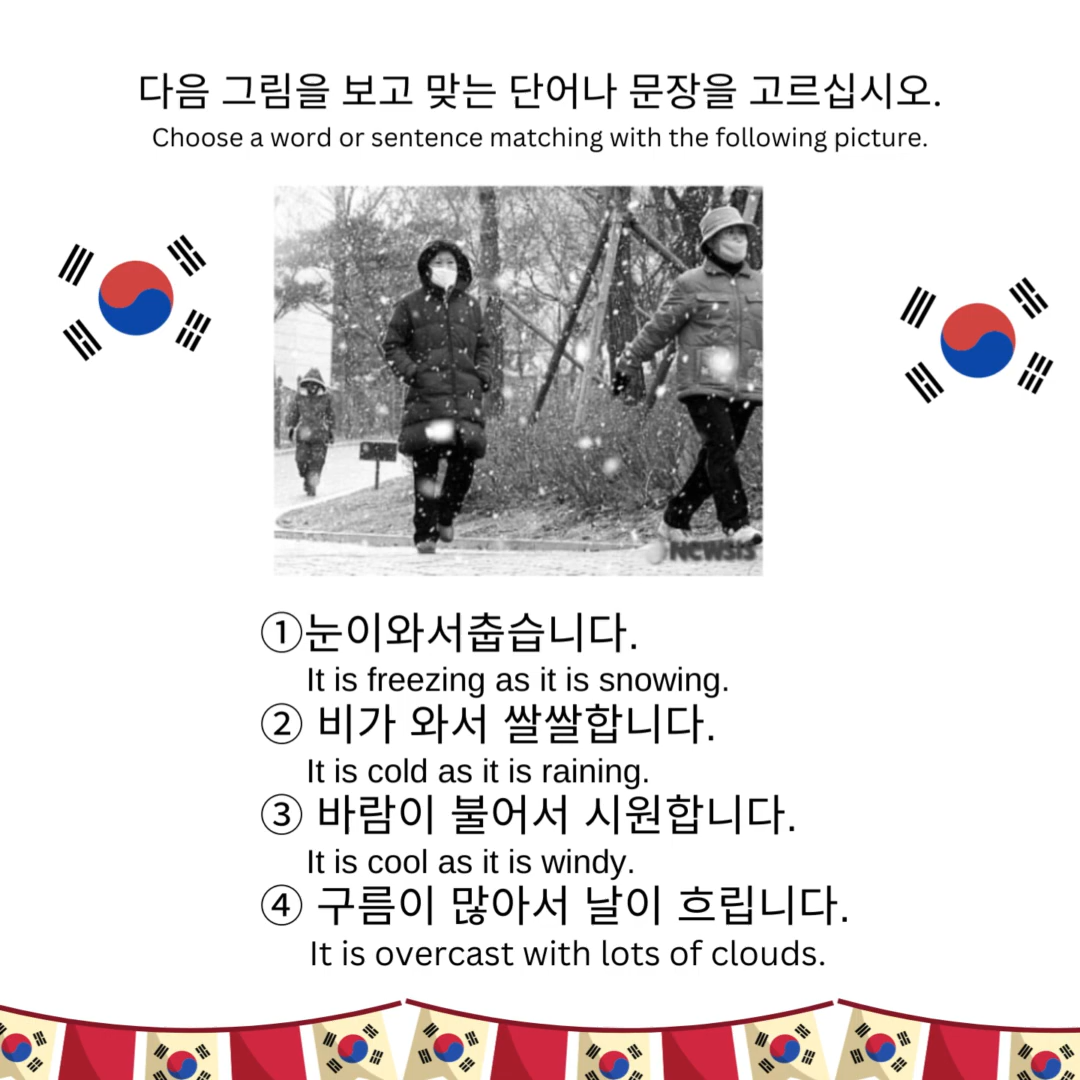 다음 그림을 보고 맞는 단어나 문장을 고르십시오.
Choose a word or sentence matching with the following picture.
NEWSIS
①눈이와서춥습니다.
It is freezing as it is snowing.
② 비가 와서 쌀쌀합니다.
It is cold as it is raining.
③ 바람이 불어서 시원합니다.
It is cool as it is windy.
④ 구름이 많아서 날이 흐립니다.
It is overcast with lots of clouds.